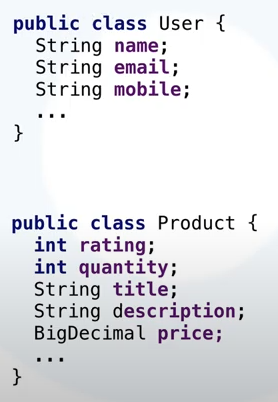 public class User {
String name;
String email;
String mobile;
...
}
public class Product {
int rating;
int quantity;
String title;
String description;
BigDecimal price;
...
}